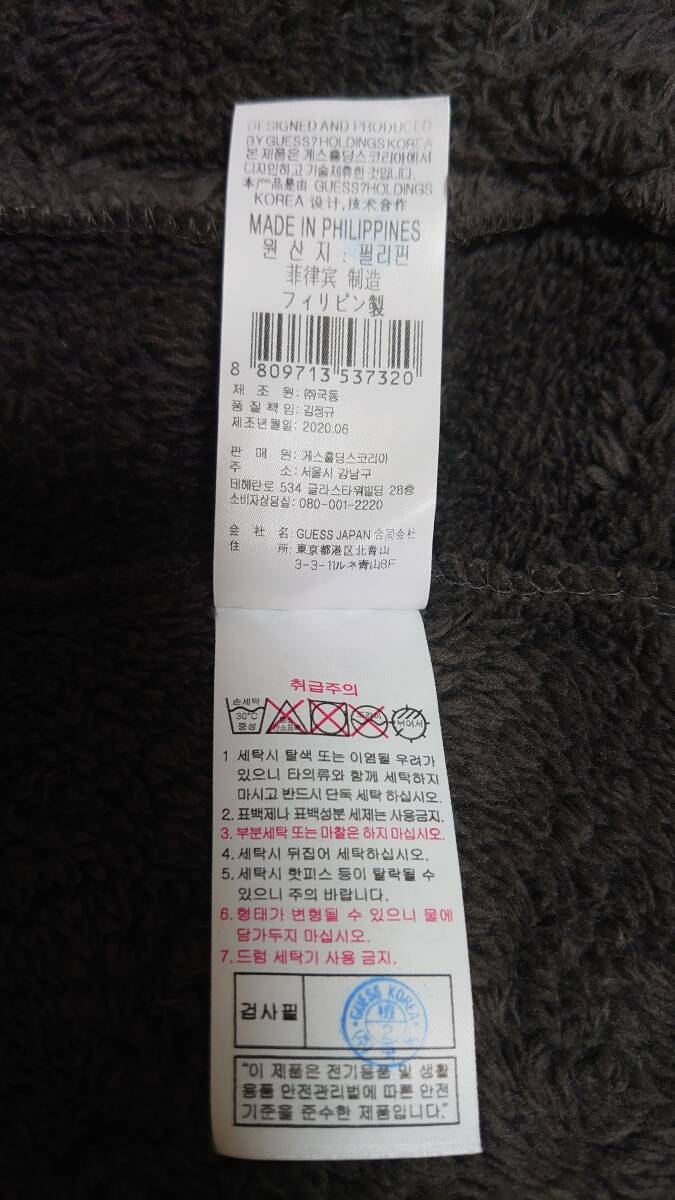 DESIGNED AND PRODUCED
BY GUESS?HOLDINGS KOREA
본 제품은 게스홀딩스코리아에서
디자인하고 기술제휴한 것입니다.
本产品是由 GUESS?HOLDINGS
KOREA 设计,技术合作
MADE IN PHILIPPINES
원 산 지 : 필리핀
菲律宾 制造
フィリピン製
8 809713 537320
제 조 원: ㈜국동
품 질 책 임: 김정규
제조년월일: 2020.06
판 매 원: 게스홀딩스코리아
주 소: 서울시 강남구
테헤란로 534 글라스타워빌딩 28층
소비자상담실: 080-001-2220
会 社 名: GUESS JAPAN 合同会社
住 所: 東京都港区北青山
3-3-11ルネ青山8F
취급주의
손세탁
30℃
중성
드라이
뉘어서
1 세탁시 탈색 또는 이염될 우려가
있으니 타의류와 함께 세탁하지
마시고 반드시 단독 세탁 하십시오.
2. 표백제나 표백성분 세제는 사용금지.
3. 부분세탁 또는 마찰은 하지 마십시오.
4. 세탁시 뒤집어 세탁하십시오.
5. 세탁시 핫피스 등이 탈락될 수
있으니 주의 바랍니다.
6. 형태가 변형될 수 있으니 물에
담가두지 마십시오.
7. 드럼 세탁기 사용 금지.
검사필
GUESS KOREA
2
"이 제품은 전기용품 및 생활
용품 안전관리법에 따른 안전
기준을 준수한 제품입니다."